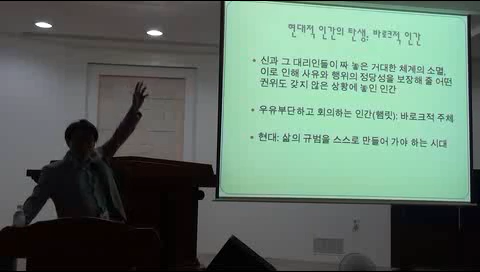 현대적 인간의 탄생: 바로크적 인간
신과 그 대리인들이 짜 놓은 거대한 체계의 소멸,
이로 인해 사유와 행위의 정당성을 보장해 줄 어떤
권위도 갖지 않은 상황에 놓인 인간
우유부단하고 회의하는 인간(햄릿): 바로크적 주체
현대: 삶의 규범을 스스로 만들어 가야 하는 시대